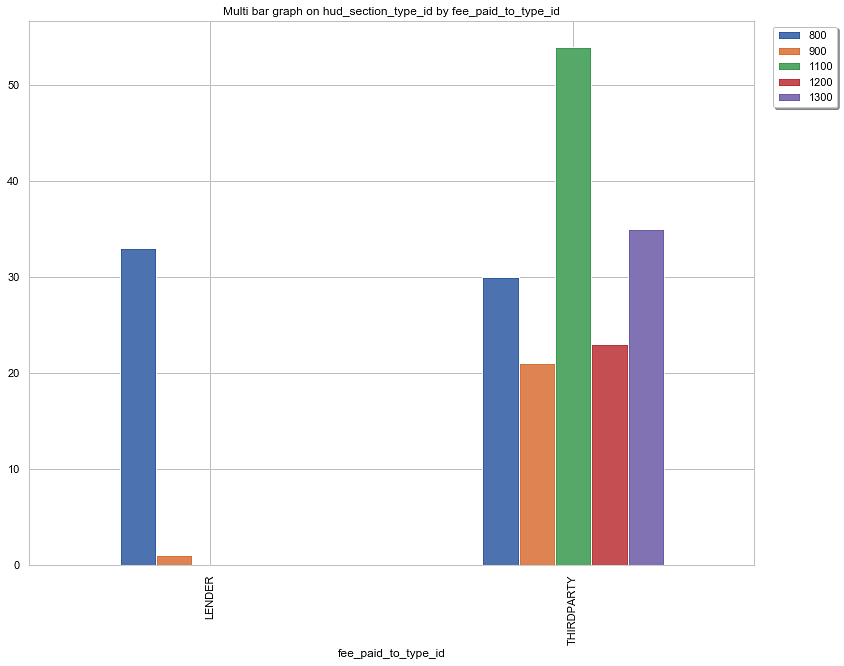 Multi bar graph on hud_section_type_id by fee_paid_to_type_id
800
900
1100
1200
1300
50
40
30
20
10
0
LENDER
THIRDPARTY
fee_paid_to_type_id